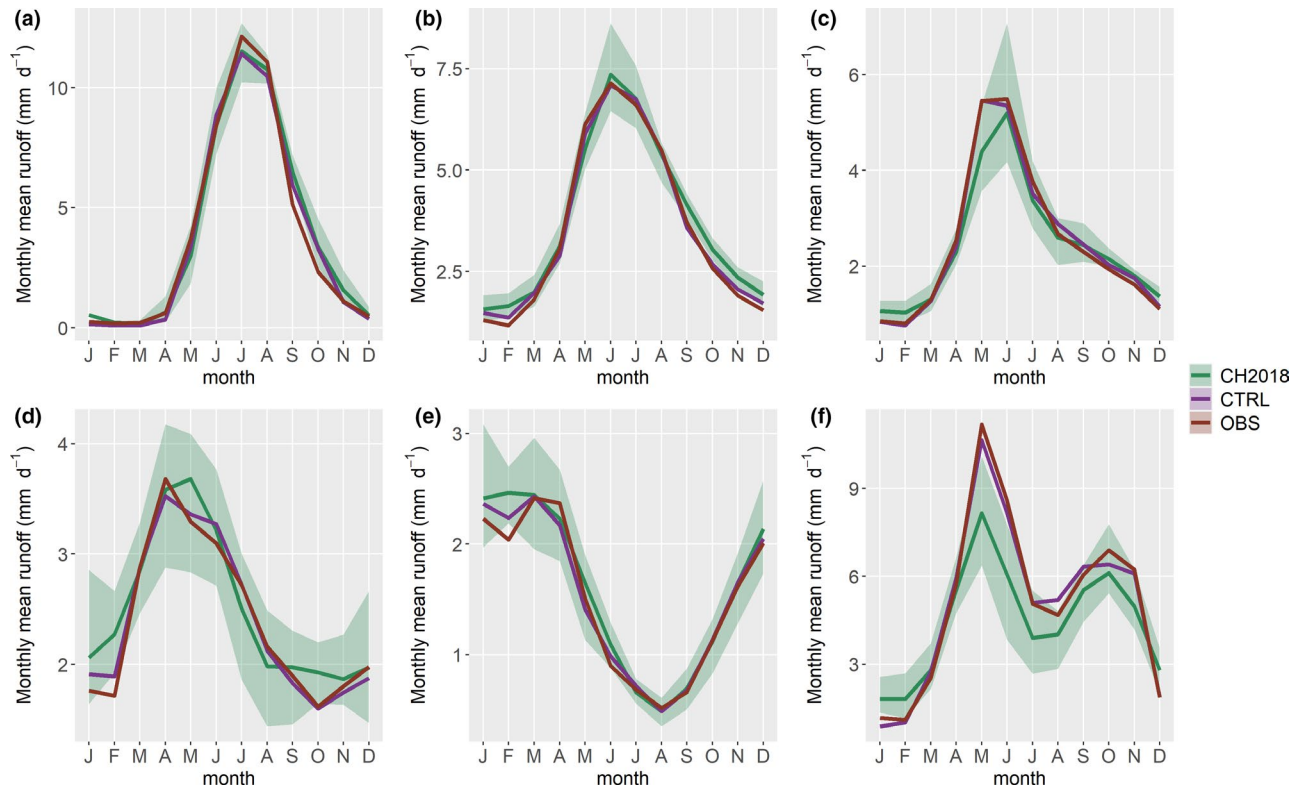 (a)
Monthly mean runoff (mm d⁻¹)
10
5
0
J F M A M J J A S O N D
month
(b)
Monthly mean runoff (mm d⁻¹)
7.5
5.0
2.5
J F M A M J J A S O N D
month
(c)
Monthly mean runoff (mm d⁻¹)
6
4
2
J F M A M J J A S O N D
month
CH2018
CTRL
OBS
(d)
Monthly mean runoff (mm d⁻¹)
4
3
2
J F M A M J J A S O N D
month
(e)
Monthly mean runoff (mm d⁻¹)
3
2
1
J F M A M J J A S O N D
month
(f)
Monthly mean runoff (mm d⁻¹)
9
6
3
J F M A M J J A S O N D
month